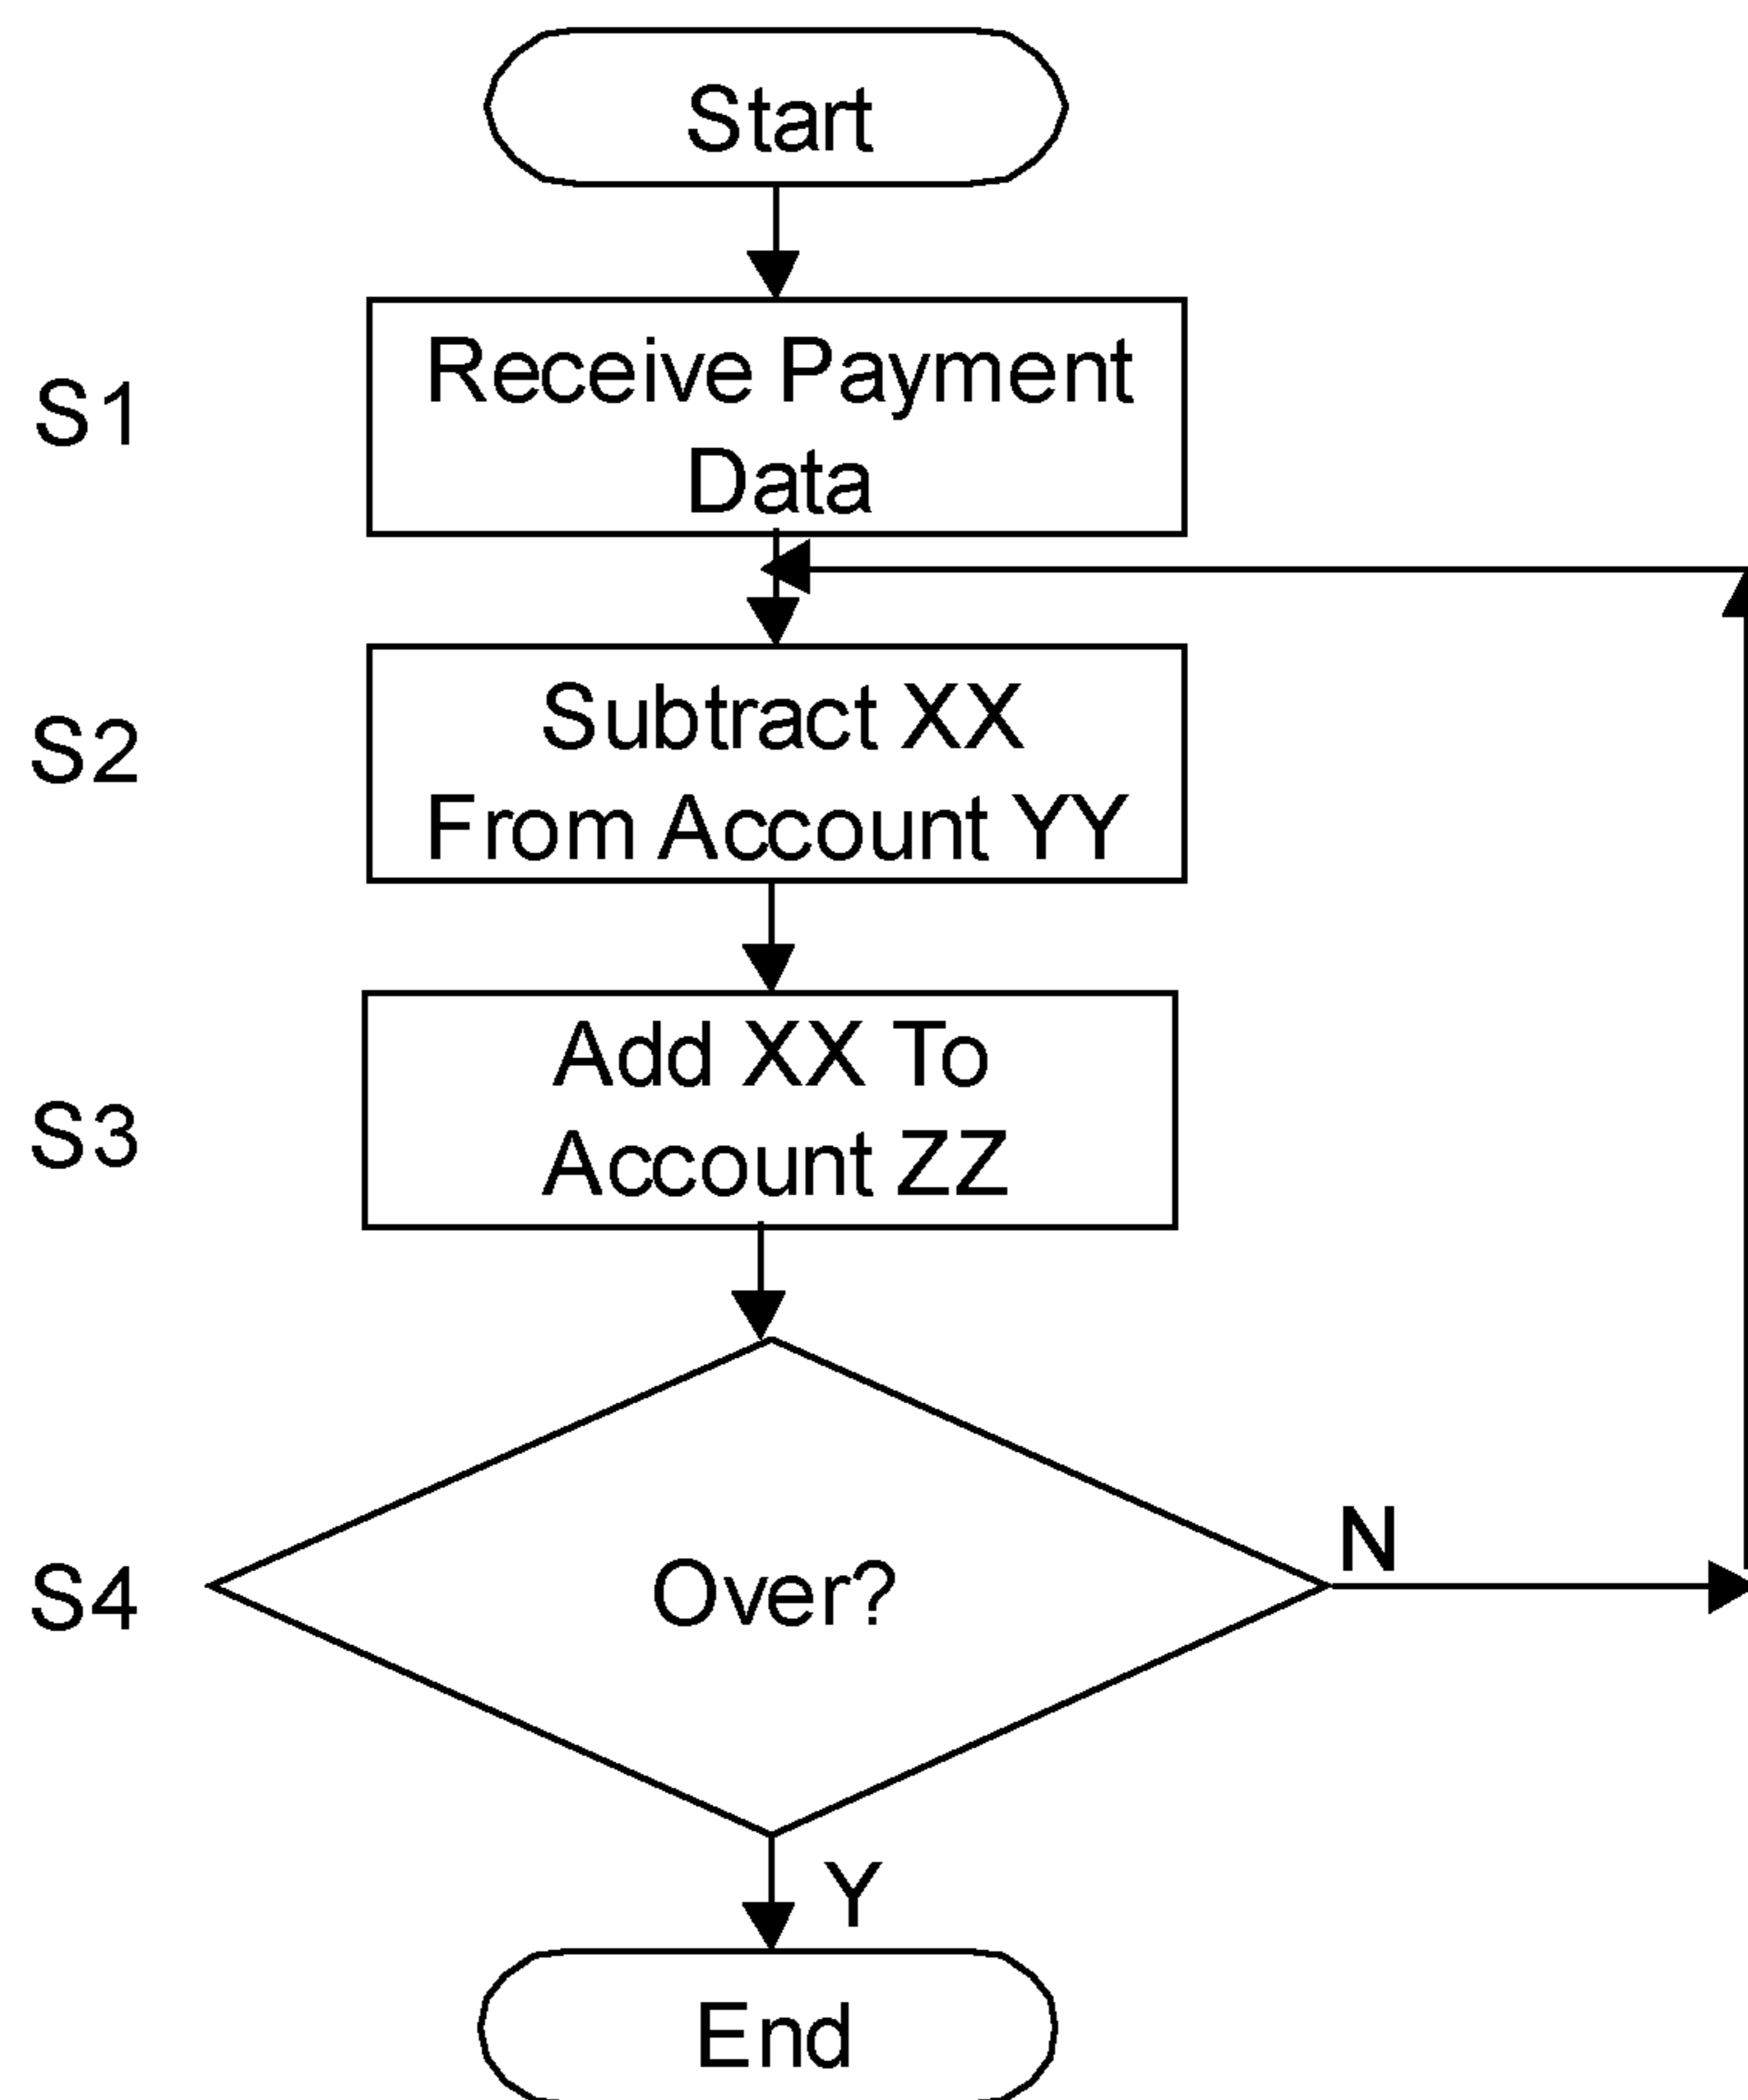 Start
S1
Receive Payment
Data
S2
Subtract XX
From Account YY
S3
Add XX To
Account ZZ
S4
Over?
N
Y
End